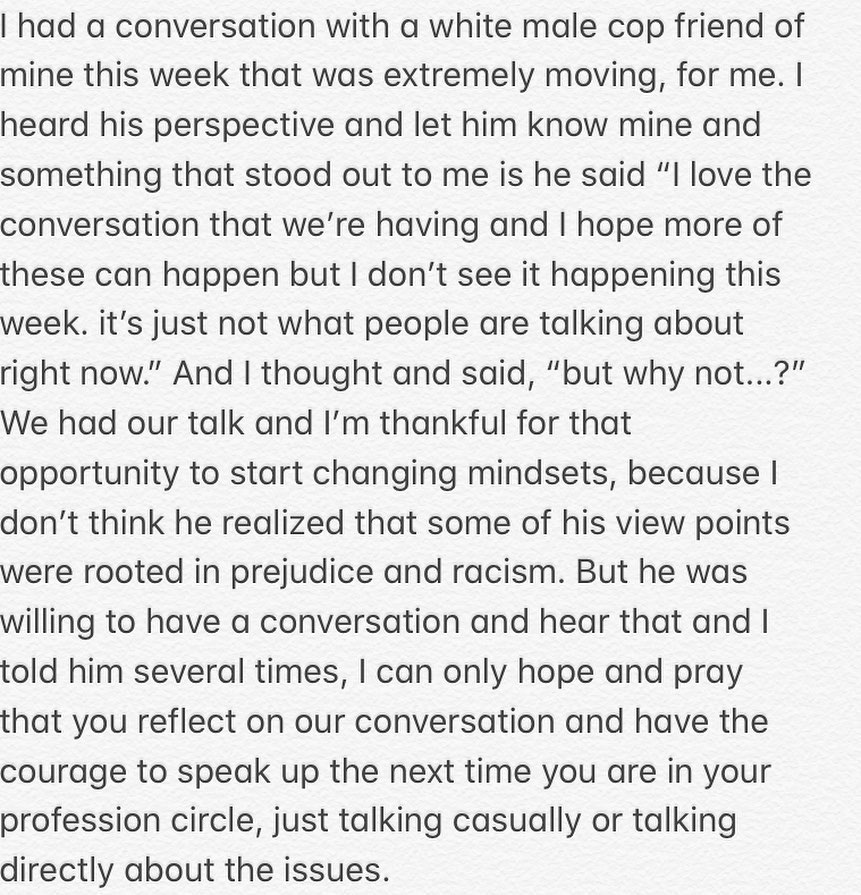 I had a conversation with a white male cop friend of
mine this week that was extremely moving, for me. I
heard his perspective and let him know mine and
something that stood out to me is he said “I love the
conversation that we’re having and I hope more of
these can happen but I don’t see it happening this
week. it’s just not what people are talking about
right now.” And I thought and said, “but why not...?”
We had our talk and I’m thankful for that
opportunity to start changing mindsets, because I
don’t think he realized that some of his view points
were rooted in prejudice and racism. But he was
willing to have a conversation and hear that and I
told him several times, I can only hope and pray
that you reflect on our conversation and have the
courage to speak up the next time you are in your
profession circle, just talking casually or talking
directly about the issues.